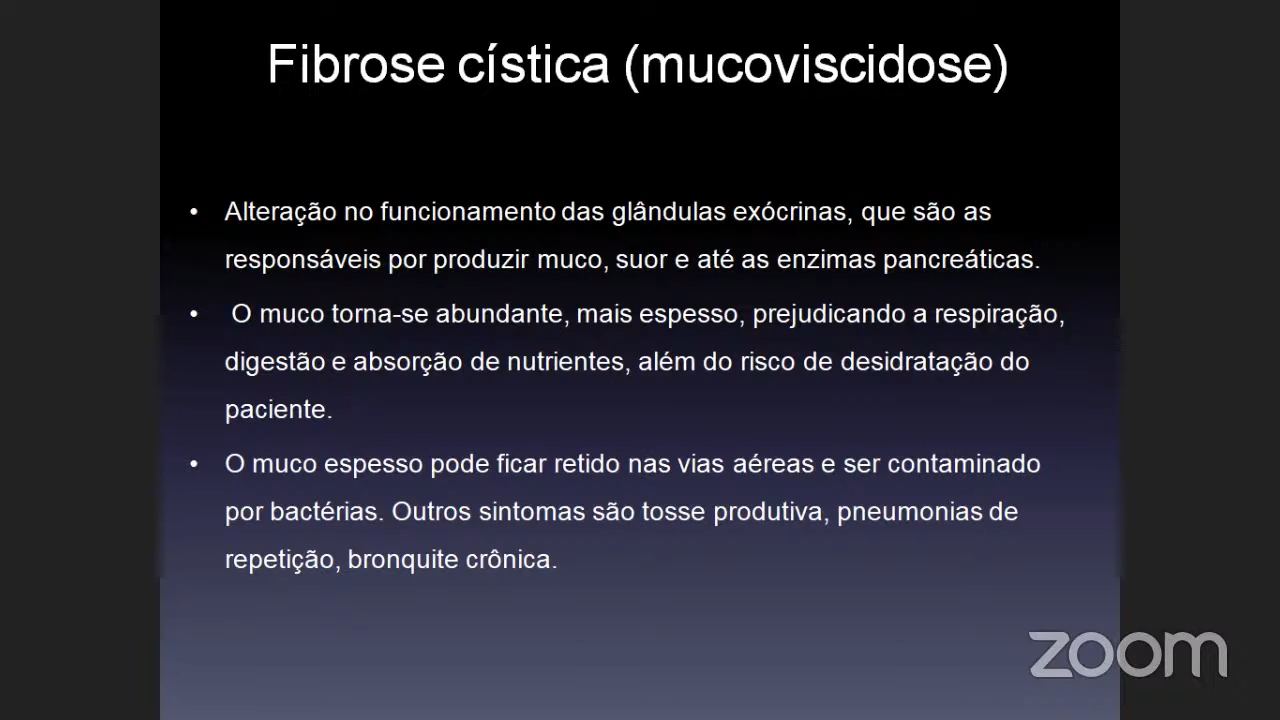 Fibrose cística (mucoviscidose)
• Alteração no funcionamento das glândulas exócrinas, que são as
responsáveis por produzir muco, suor e até as enzimas pancreáticas.
• O muco torna-se abundante, mais espesso, prejudicando a respiração,
digestão e absorção de nutrientes, além do risco de desidratação do
paciente.
• O muco espesso pode ficar retido nas vias aéreas e ser contaminado
por bactérias. Outros sintomas são tosse produtiva, pneumonias de
repetição, bronquite crônica.
zoom